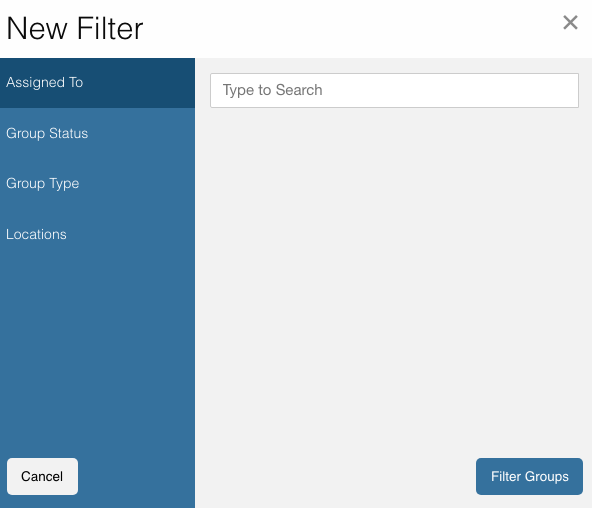 New Filter
Assigned To
Type to Search
Group Status
Group Type
Locations
Cancel
Filter Groups